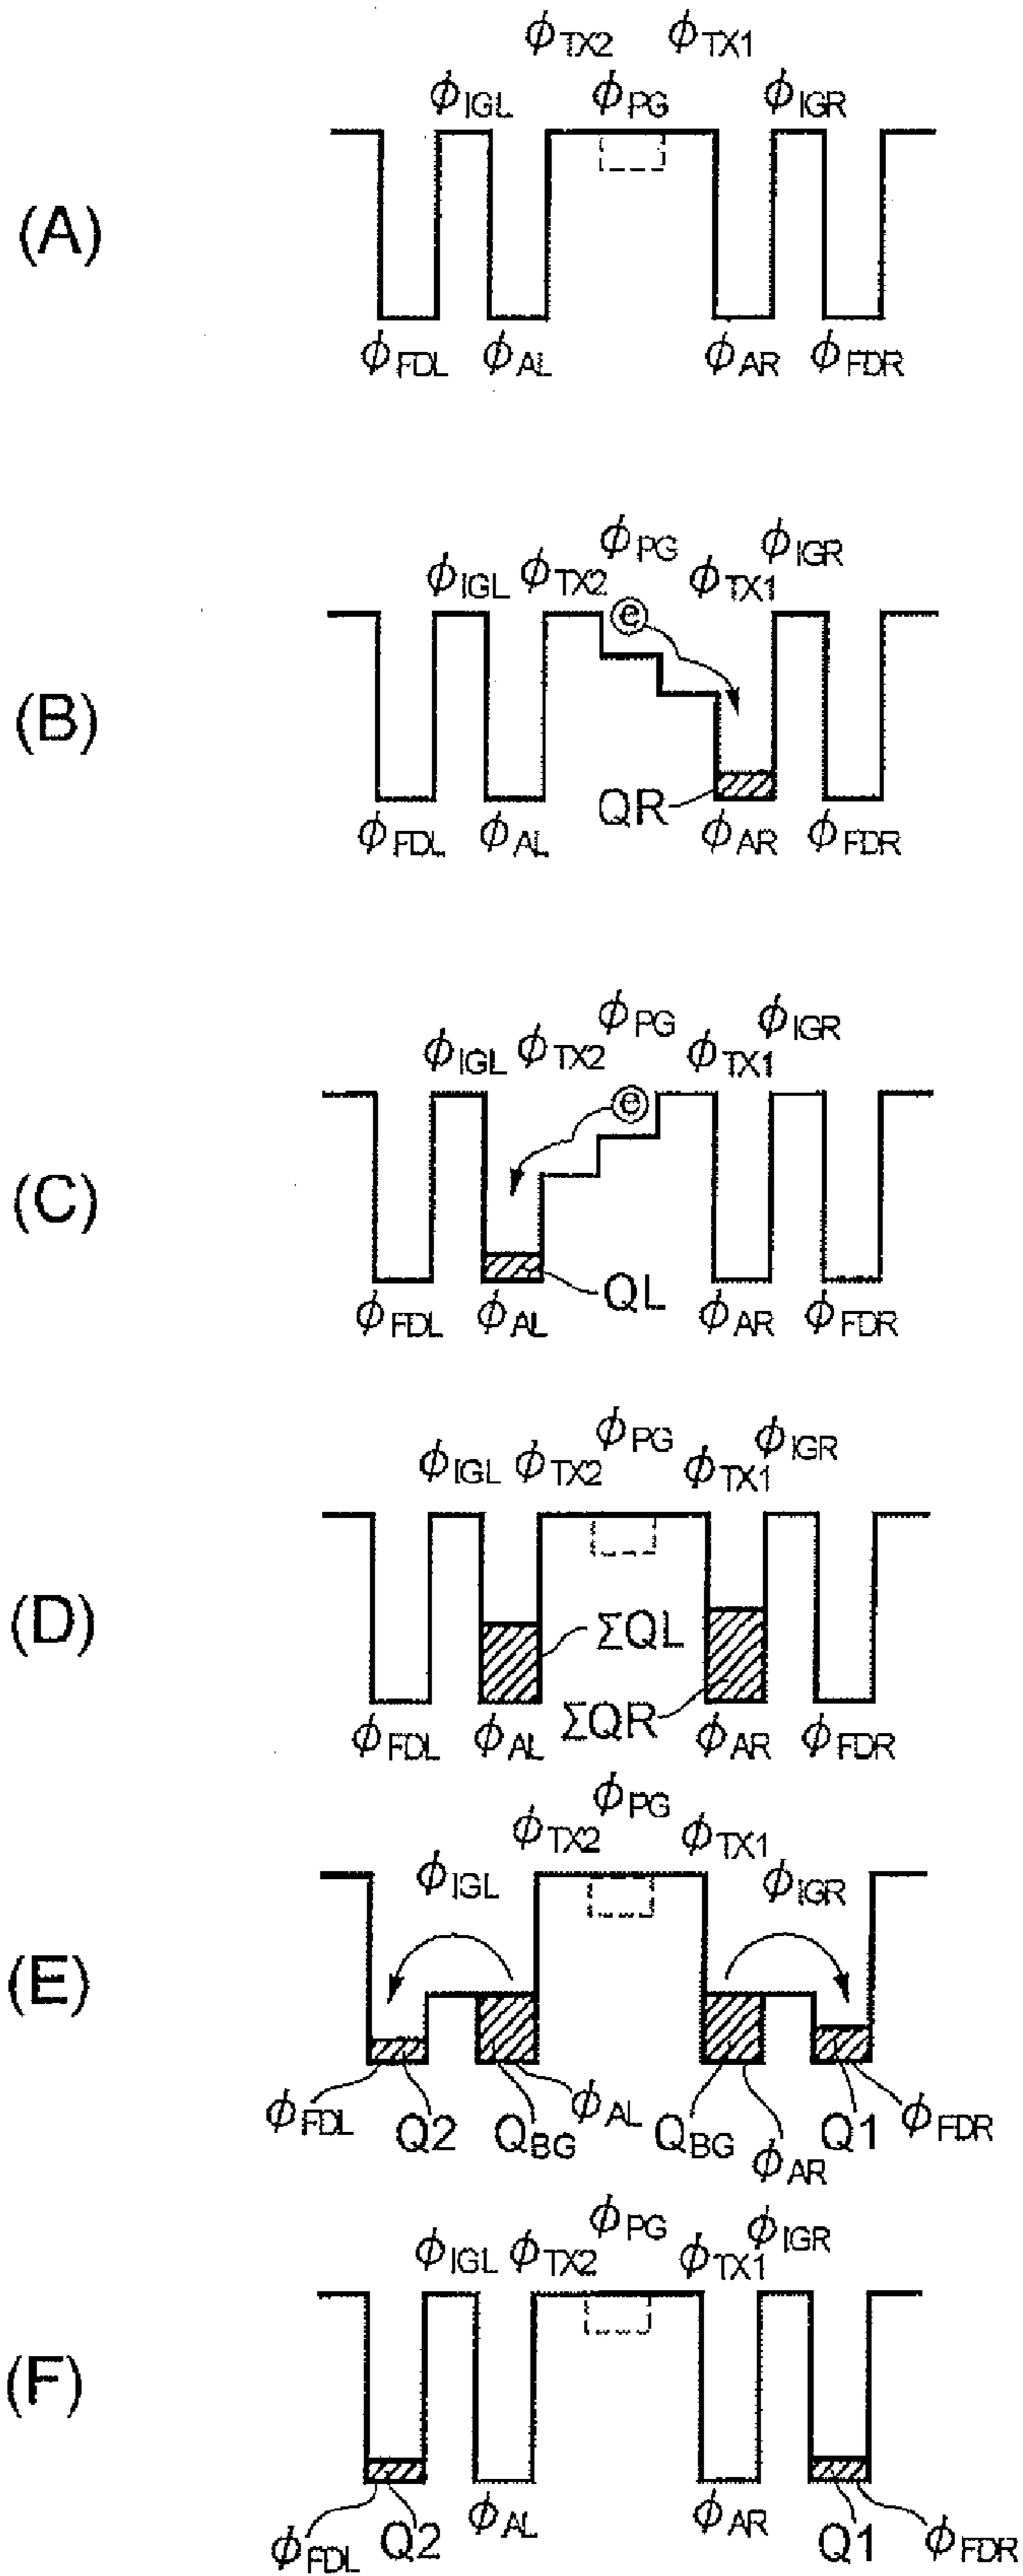 ϕTX2 ϕTX1
ϕIGL ϕPG ϕIGR
(A)
ϕFDL ϕAL ϕAR ϕFDR
ϕPG ϕIGR
ϕIGL ϕTX2 ϕTX1
e
(B)
QR
ϕFDL ϕAL ϕAR ϕFDR
ϕPG ϕIGR
ϕIGL ϕTX2 ϕTX1
e
(C)
QL
ϕFDL ϕAL ϕAR ϕFDR
ϕPG ϕIGR
ϕIGL ϕTX2 ϕTX1
(D)
ΣQL
ΣQR
ϕFDL ϕAL ϕAR ϕFDR
ϕPG
ϕTX2 ϕTX1
ϕIGL ϕIGR
(E)
ϕFDL Q2 QBG ϕAL QBG ϕAR Q1 ϕFDR
ϕPG ϕIGR
ϕIGL ϕTX2 ϕTX1
(F)
ϕFDL Q2 ϕAL ϕAR Q1 ϕFDR